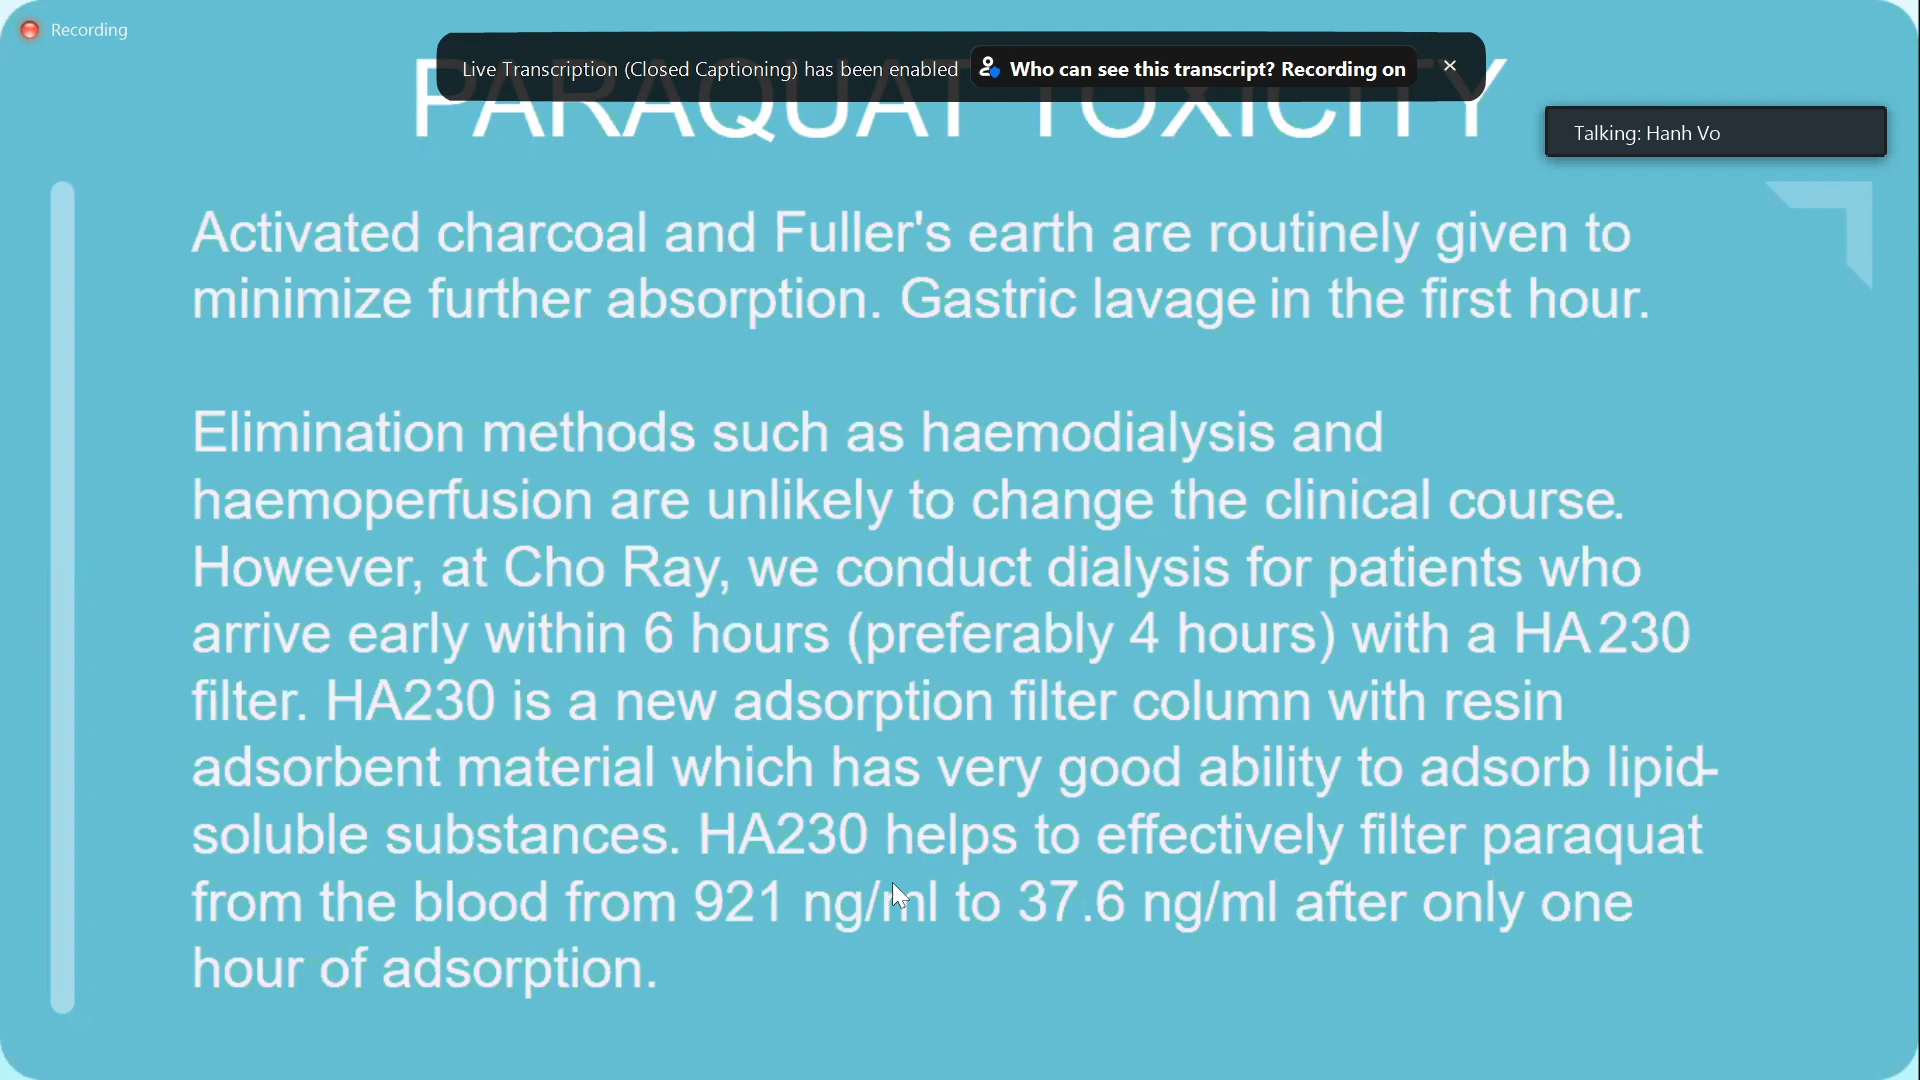 Recording
Live Transcription (Closed Captioning) has been enabled
Who can see this transcript? Recording on
PARAQUAT TOXICITY
Talking: Hanh Vo
Activated charcoal and Fuller's earth are routinely given to
minimize further absorption. Gastric lavage in the first hour.
Elimination methods such as haemodialysis and
haemoperfusion are unlikely to change the clinical course.
However, at Cho Ray, we conduct dialysis for patients who
arrive early within 6 hours (preferably 4 hours) with a HA 230
filter. HA230 is a new adsorption filter column with resin
adsorbent material which has very good ability to adsorb lipid-
soluble substances. HA230 helps to effectively filter paraquat
from the blood from 921 ng/ml to 37.6 ng/ml after only one
hour of adsorption.